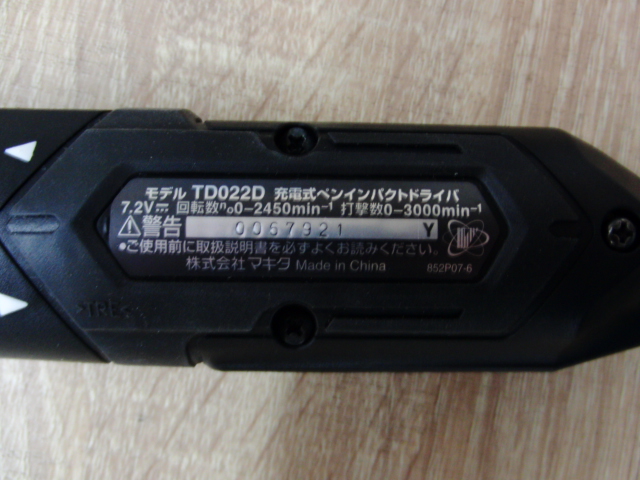 モデル TD022D 充電式ペンインパクトドライバ
7.2V⎓ 回転数n₀0-2450min⁻¹ 打撃数0-3000min⁻¹
⚠警告 0067921 Y
●ご使用前に取扱説明書を必ずよくお読みください。
株式会社マキタ Made in China 852P07-6